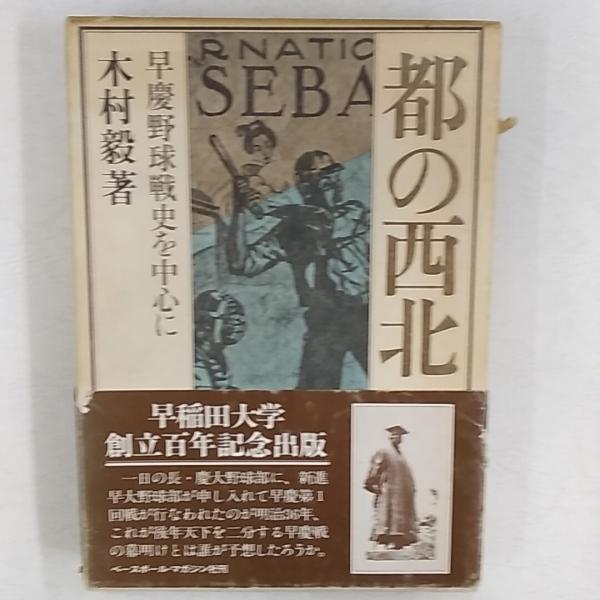 都の西北
早慶野球戦史を中心に
木村毅著
RNATIO
SEBA
早稲田大学
創立百年記念出版
一日の長・慶大野球部に、新進
早大野球部が申し入れて早慶第1
回戦が行なわれたのが明治36年、
これが後年天下を二分する早慶戦
の幕明けとは誰が予想したろうか。
ベースボール・マガジン社刊